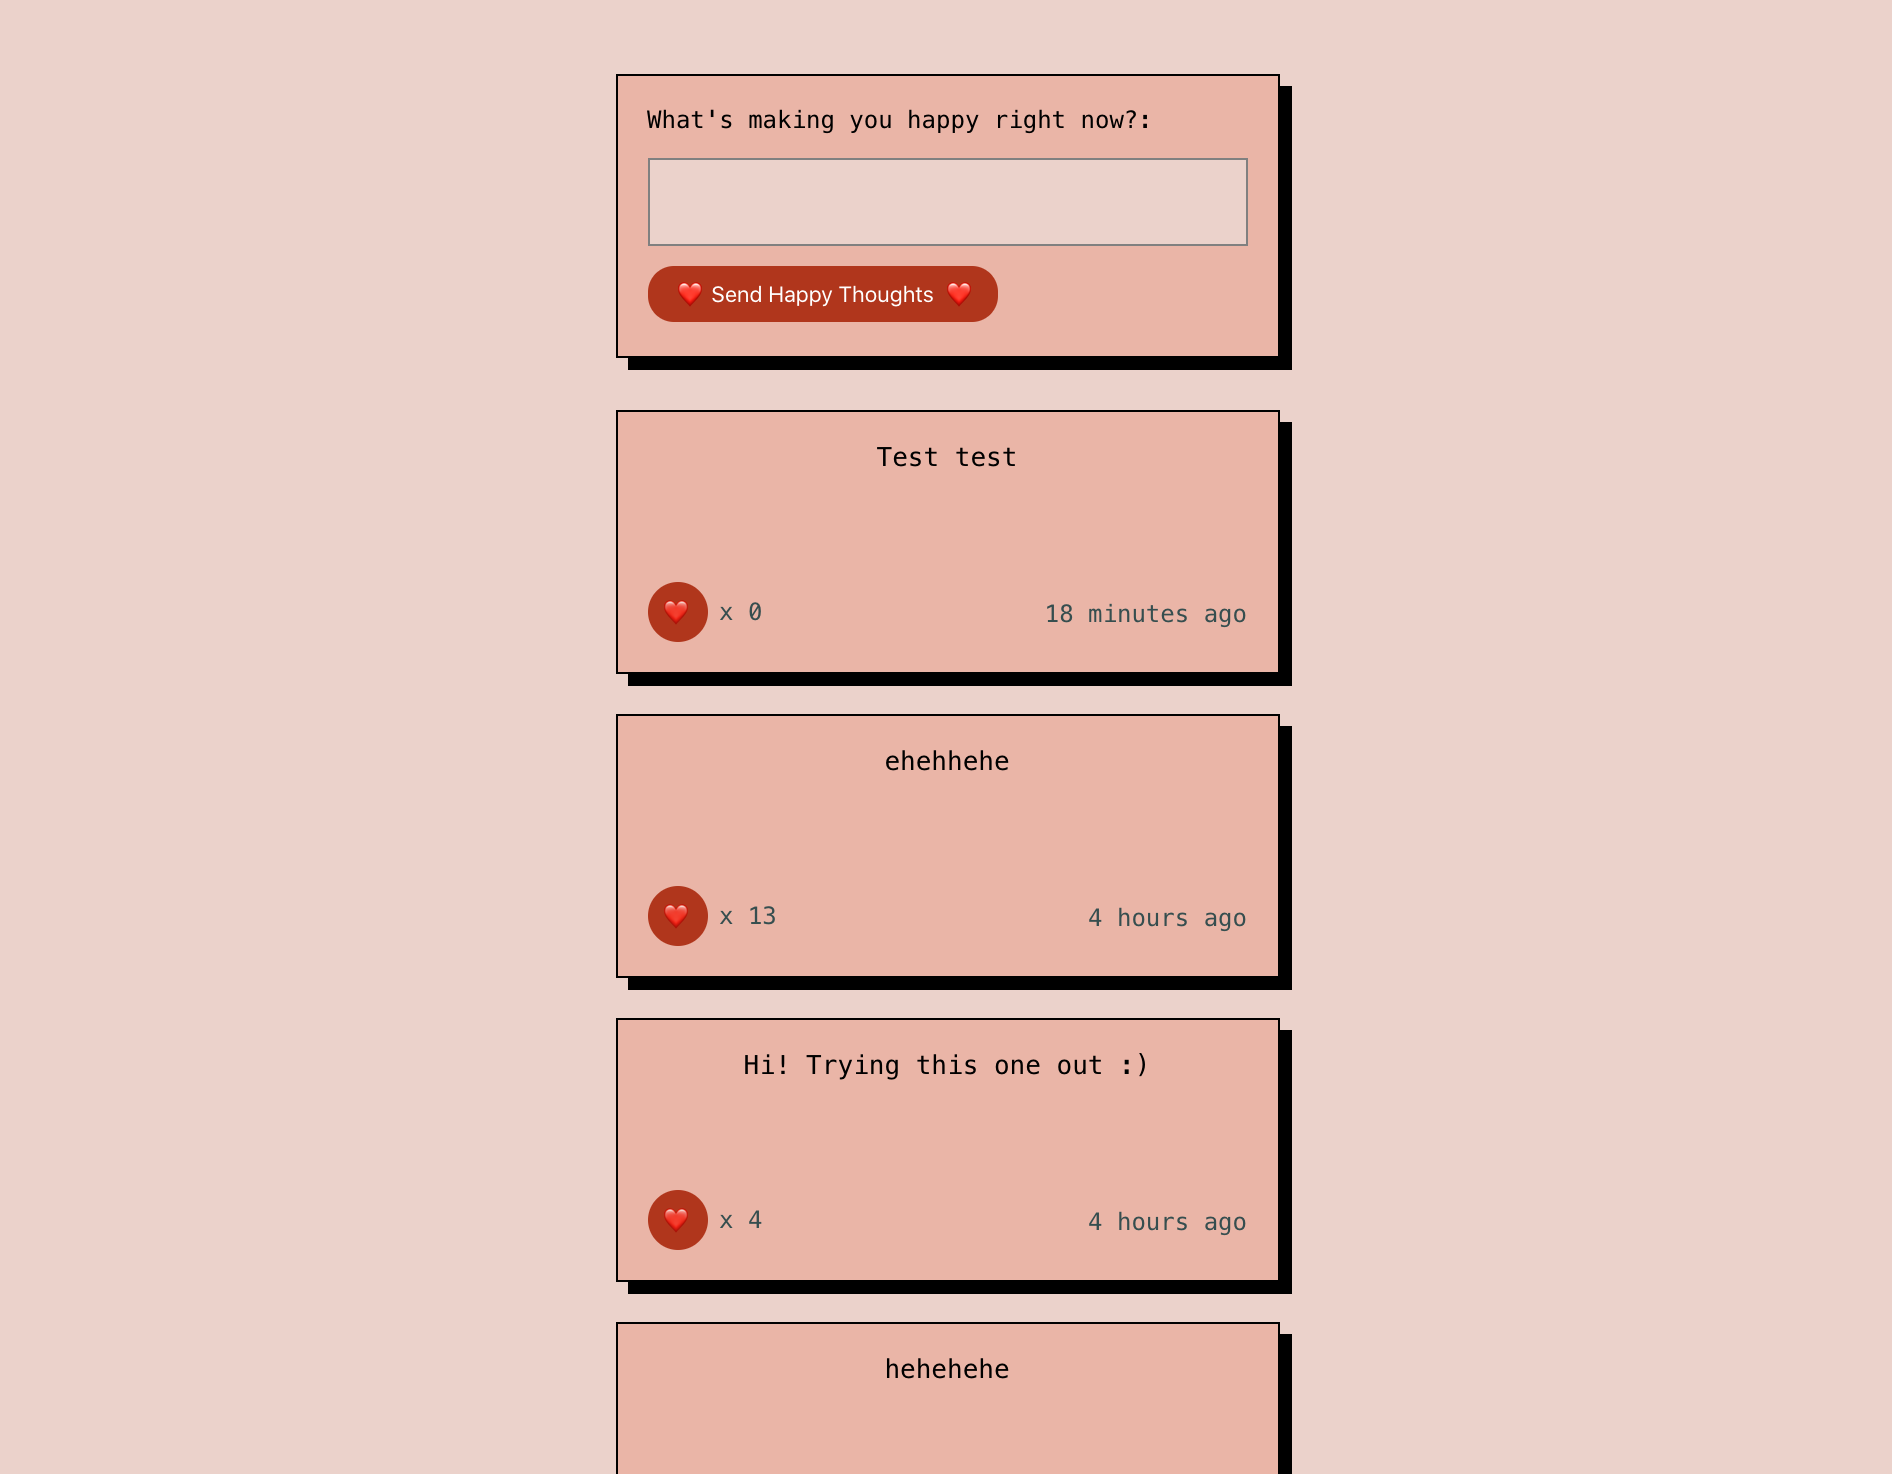 What's making you happy right now?:
❤️ Send Happy Thoughts ❤️
Test test
❤️ x 0 18 minutes ago
ehehhehe
❤️ x 13 4 hours ago
Hi! Trying this one out :)
❤️ x 4 4 hours ago
hehehehe